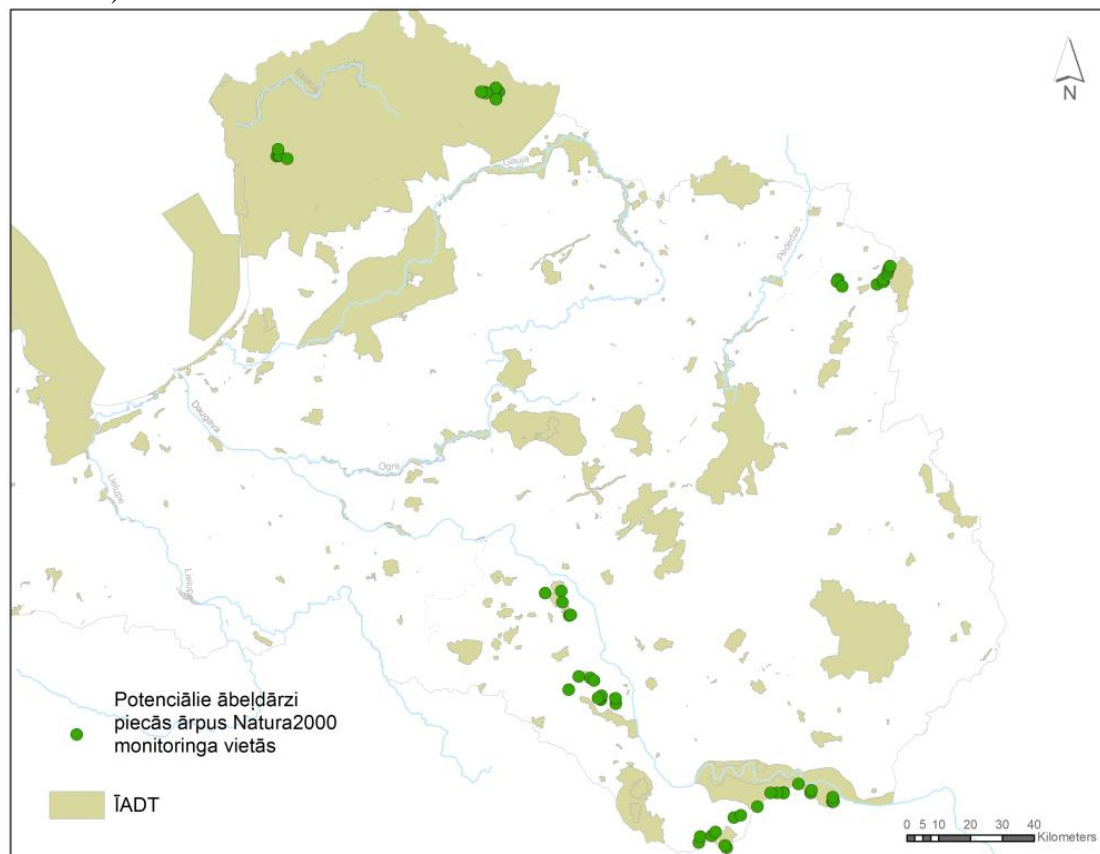 N
Salaca
Gauja
Pededze
Daugava
Ogre
Lielupe
Lielupe
Potenciālie ābeļdārzi
piecās ārpus Natura2000
monitoringa vietās
ĪADT
0 5 10 20 30 40
Kilometers